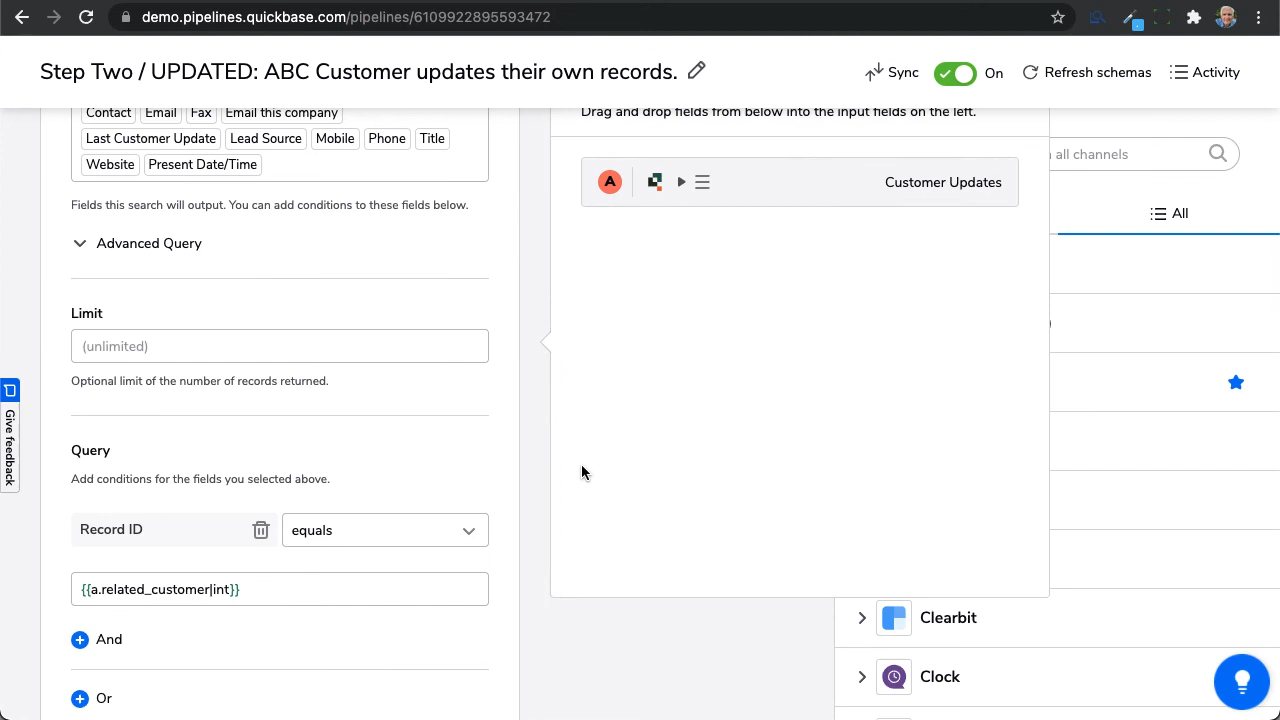 demo.pipelines.quickbase.com/pipelines/6109922895593472
Step Two / UPDATED: ABC Customer updates their own records.
Sync
On
Refresh schemas
Activity
Contact Email Fax Email this company
Last Customer Update Lead Source Mobile Phone Title
Website Present Date/Time
Fields this search will output. You can add conditions to these fields below.
Advanced Query
Limit
(unlimited)
Optional limit of the number of records returned.
Query
Add conditions for the fields you selected above.
Record ID
equals
{{a.related_customer|int}}
And
Or
Drag and drop fields from below into the input fields on the left.
A
Customer Updates
all channels
All
Clearbit
Clock
Give feedback